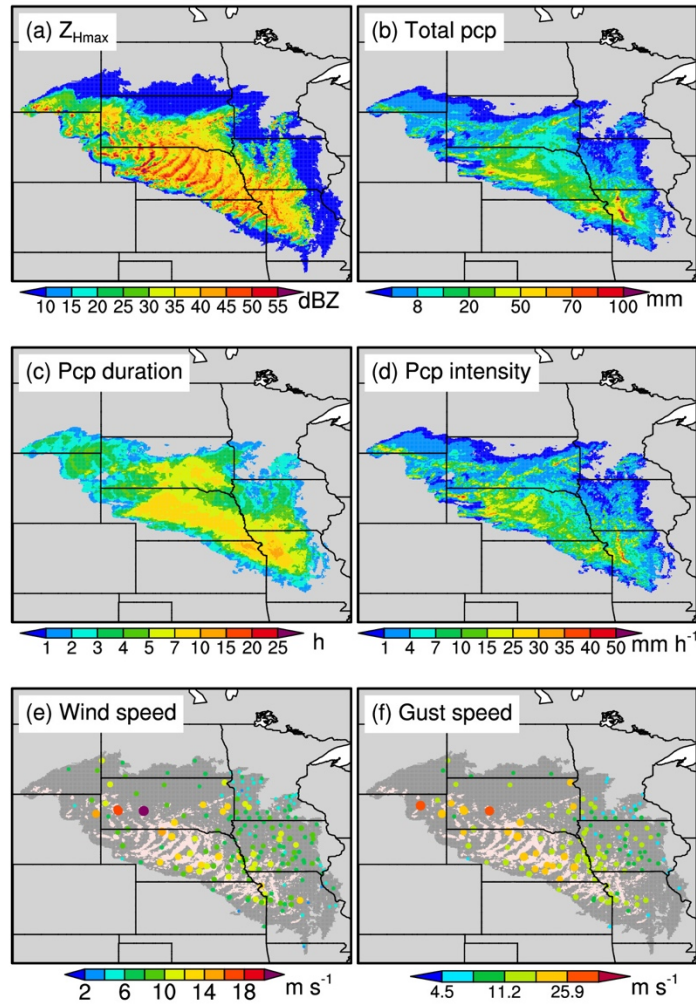 (a) Z_Hmax
(b) Total pcp
10 15 20 25 30 35 40 45 50 55 dBZ
8 20 50 70 100 mm
(c) Pcp duration
(d) Pcp intensity
1 2 3 4 5 7 10 15 20 25 h
1 4 7 10 15 25 30 35 40 50 mm h⁻¹
(e) Wind speed
(f) Gust speed
2 6 10 14 18 m s⁻¹
4.5 11.2 25.9 m s⁻¹